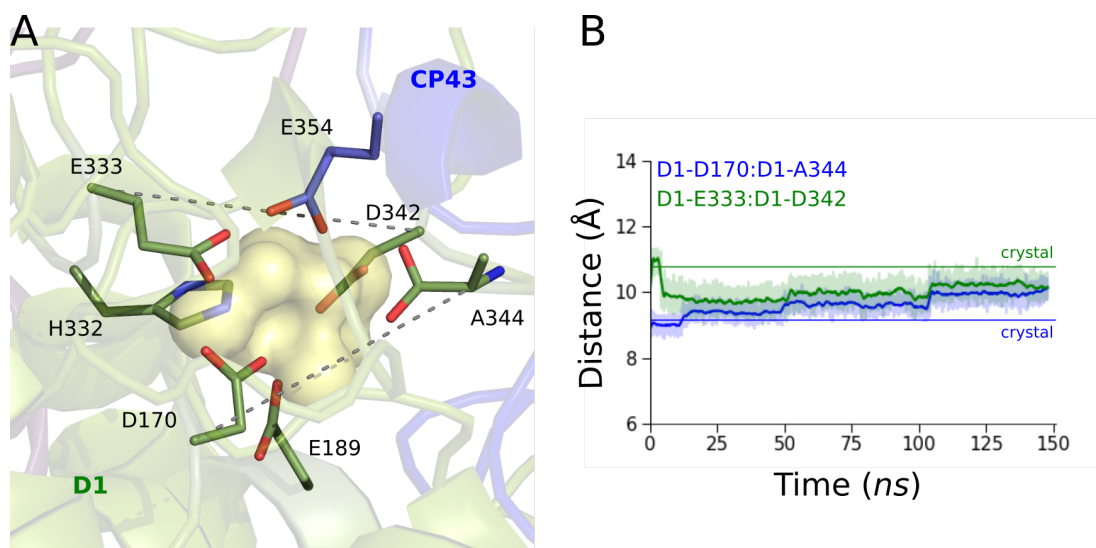 A
B
CP43
E354
E333
D342
H332
A344
D170
E189
D1
D1-D170:D1-A344
D1-E333:D1-D342
crystal
crystal
14
12
10
8
6
0
25
50
75
100
125
150
Distance (Å)
Time (ns)